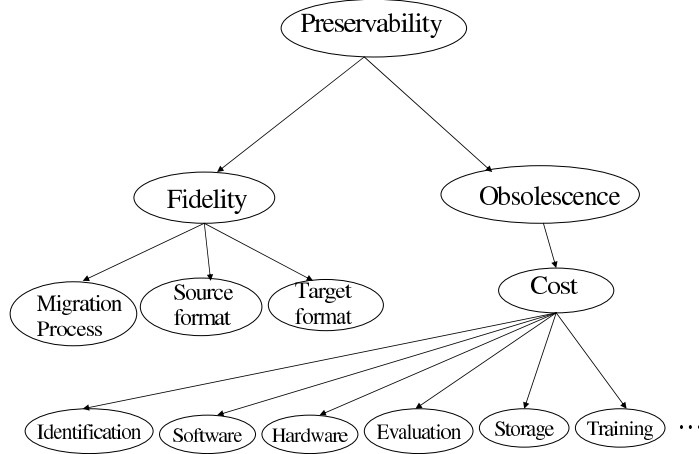 Preservability
Fidelity
Obsolescence
Migration
Process
Source
format
Target
format
Cost
Identification
Software
Hardware
Evaluation
Storage
Training
...